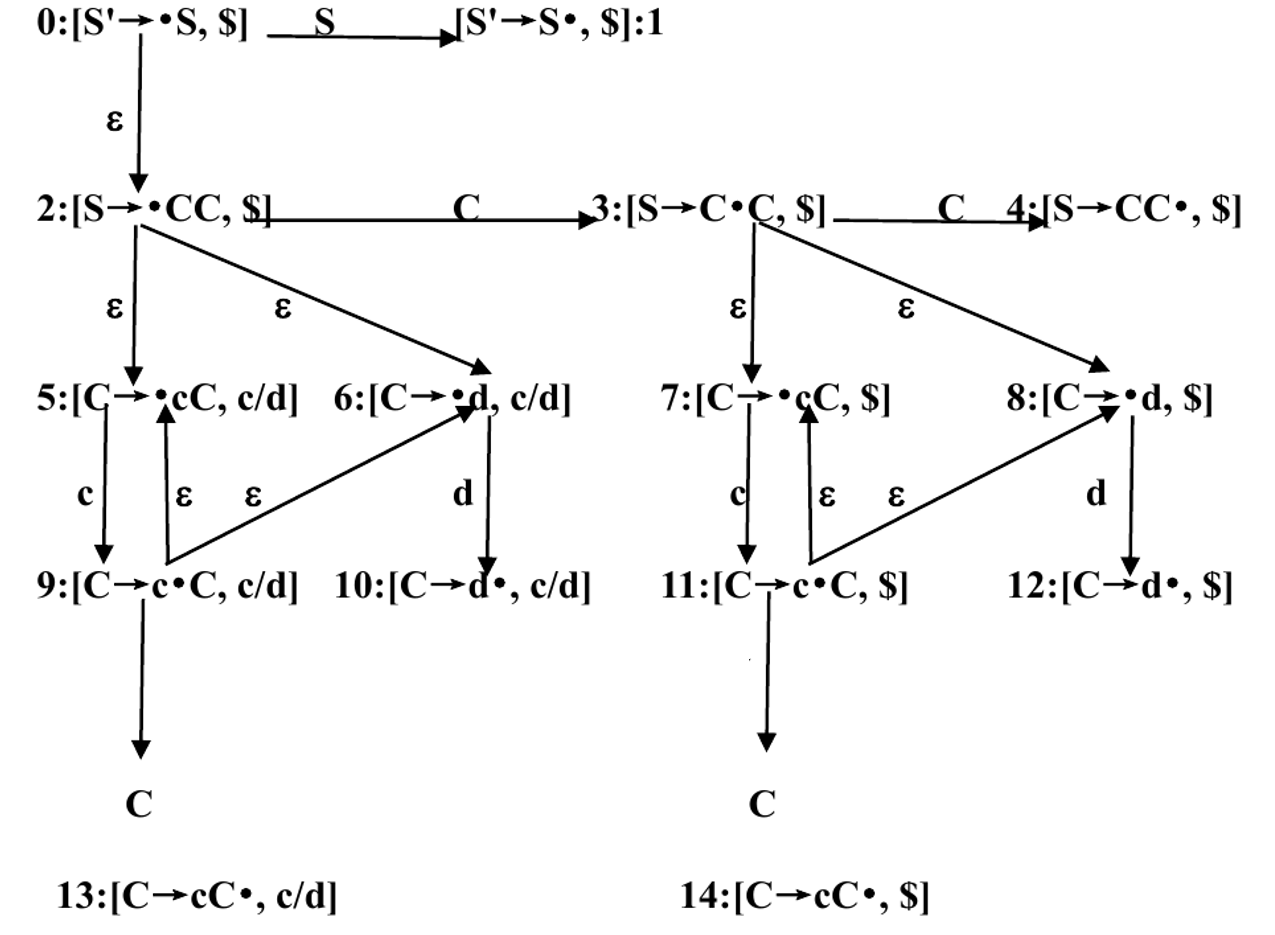 0:[S'→•S, $] S [S'→S•, $]:1
ε
2:[S→•CC, $] C 3:[S→C•C, $] C 4:[S→CC•, $]
ε ε ε ε
5:[C→•cC, c/d] 6:[C→•d, c/d] 7:[C→•cC, $] 8:[C→•d, $]
c ε ε d c ε ε d
9:[C→c•C, c/d] 10:[C→d•, c/d] 11:[C→c•C, $] 12:[C→d•, $]
C C
13:[C→cC•, c/d] 14:[C→cC•, $]